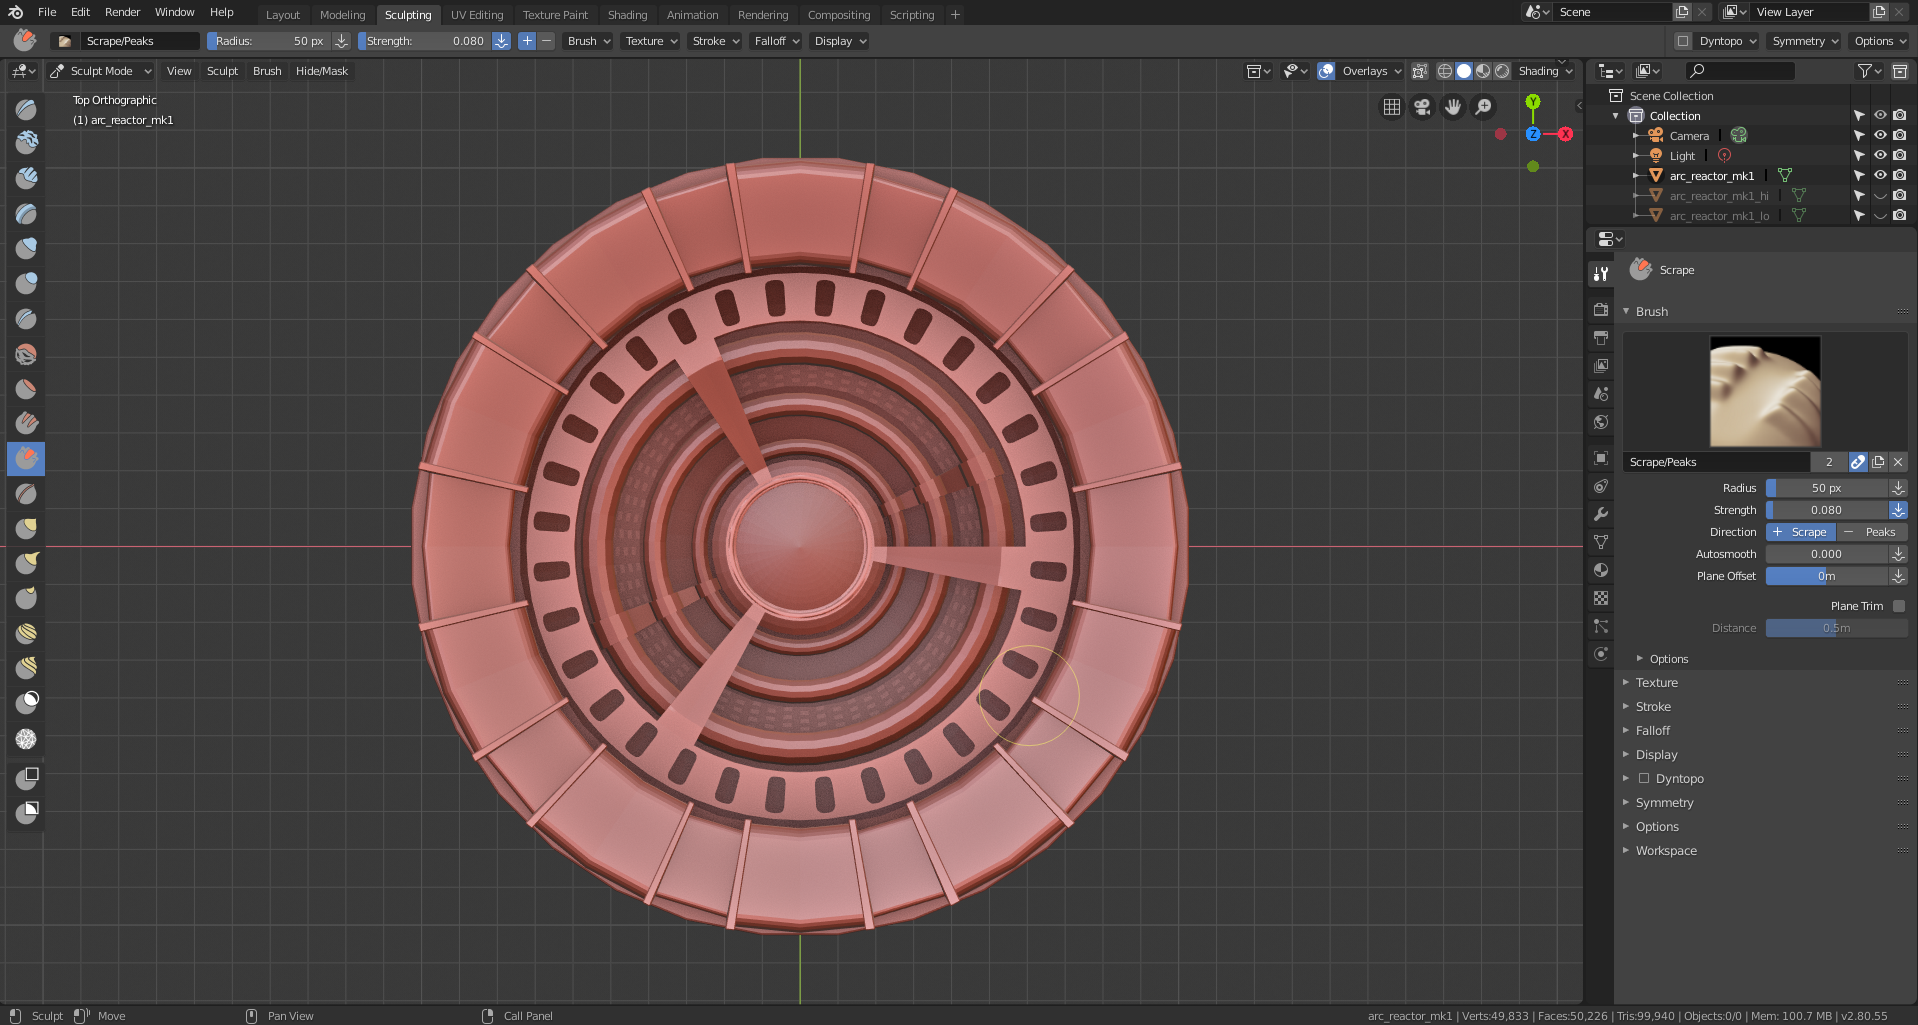 File Edit Render Window Help Layout Modeling Sculpting UV Editing Texture Paint Shading Animation Rendering Compositing Scripting + Scene View Layer
Scrape/Peaks Radius: 50 px Strength: 0.080 Brush Texture Stroke Falloff Display Dyntopo Symmetry Options
Sculpt Mode View Sculpt Brush Hide/Mask Overlays Shading
Top Orthographic
(1) arc_reactor_mk1
Y
Z
X
Scene Collection
Collection
Camera
Light
arc_reactor_mk1
arc_reactor_mk1_hi
arc_reactor_mk1_lo
Scrape
Brush
Scrape/Peaks 2
Radius 50 px
Strength 0.080
Direction + Scrape − Peaks
Autosmooth 0.000
Plane Offset 0m
Plane Trim
Distance 0.5m
Options
Texture
Stroke
Falloff
Display
Dyntopo
Symmetry
Options
Workspace
Sculpt Move Pan View Call Panel arc_reactor_mk1 | Verts:49,833 | Faces:50,226 | Tris:99,940 | Objects:0/0 | Mem: 100.7 MB | v2.80.55